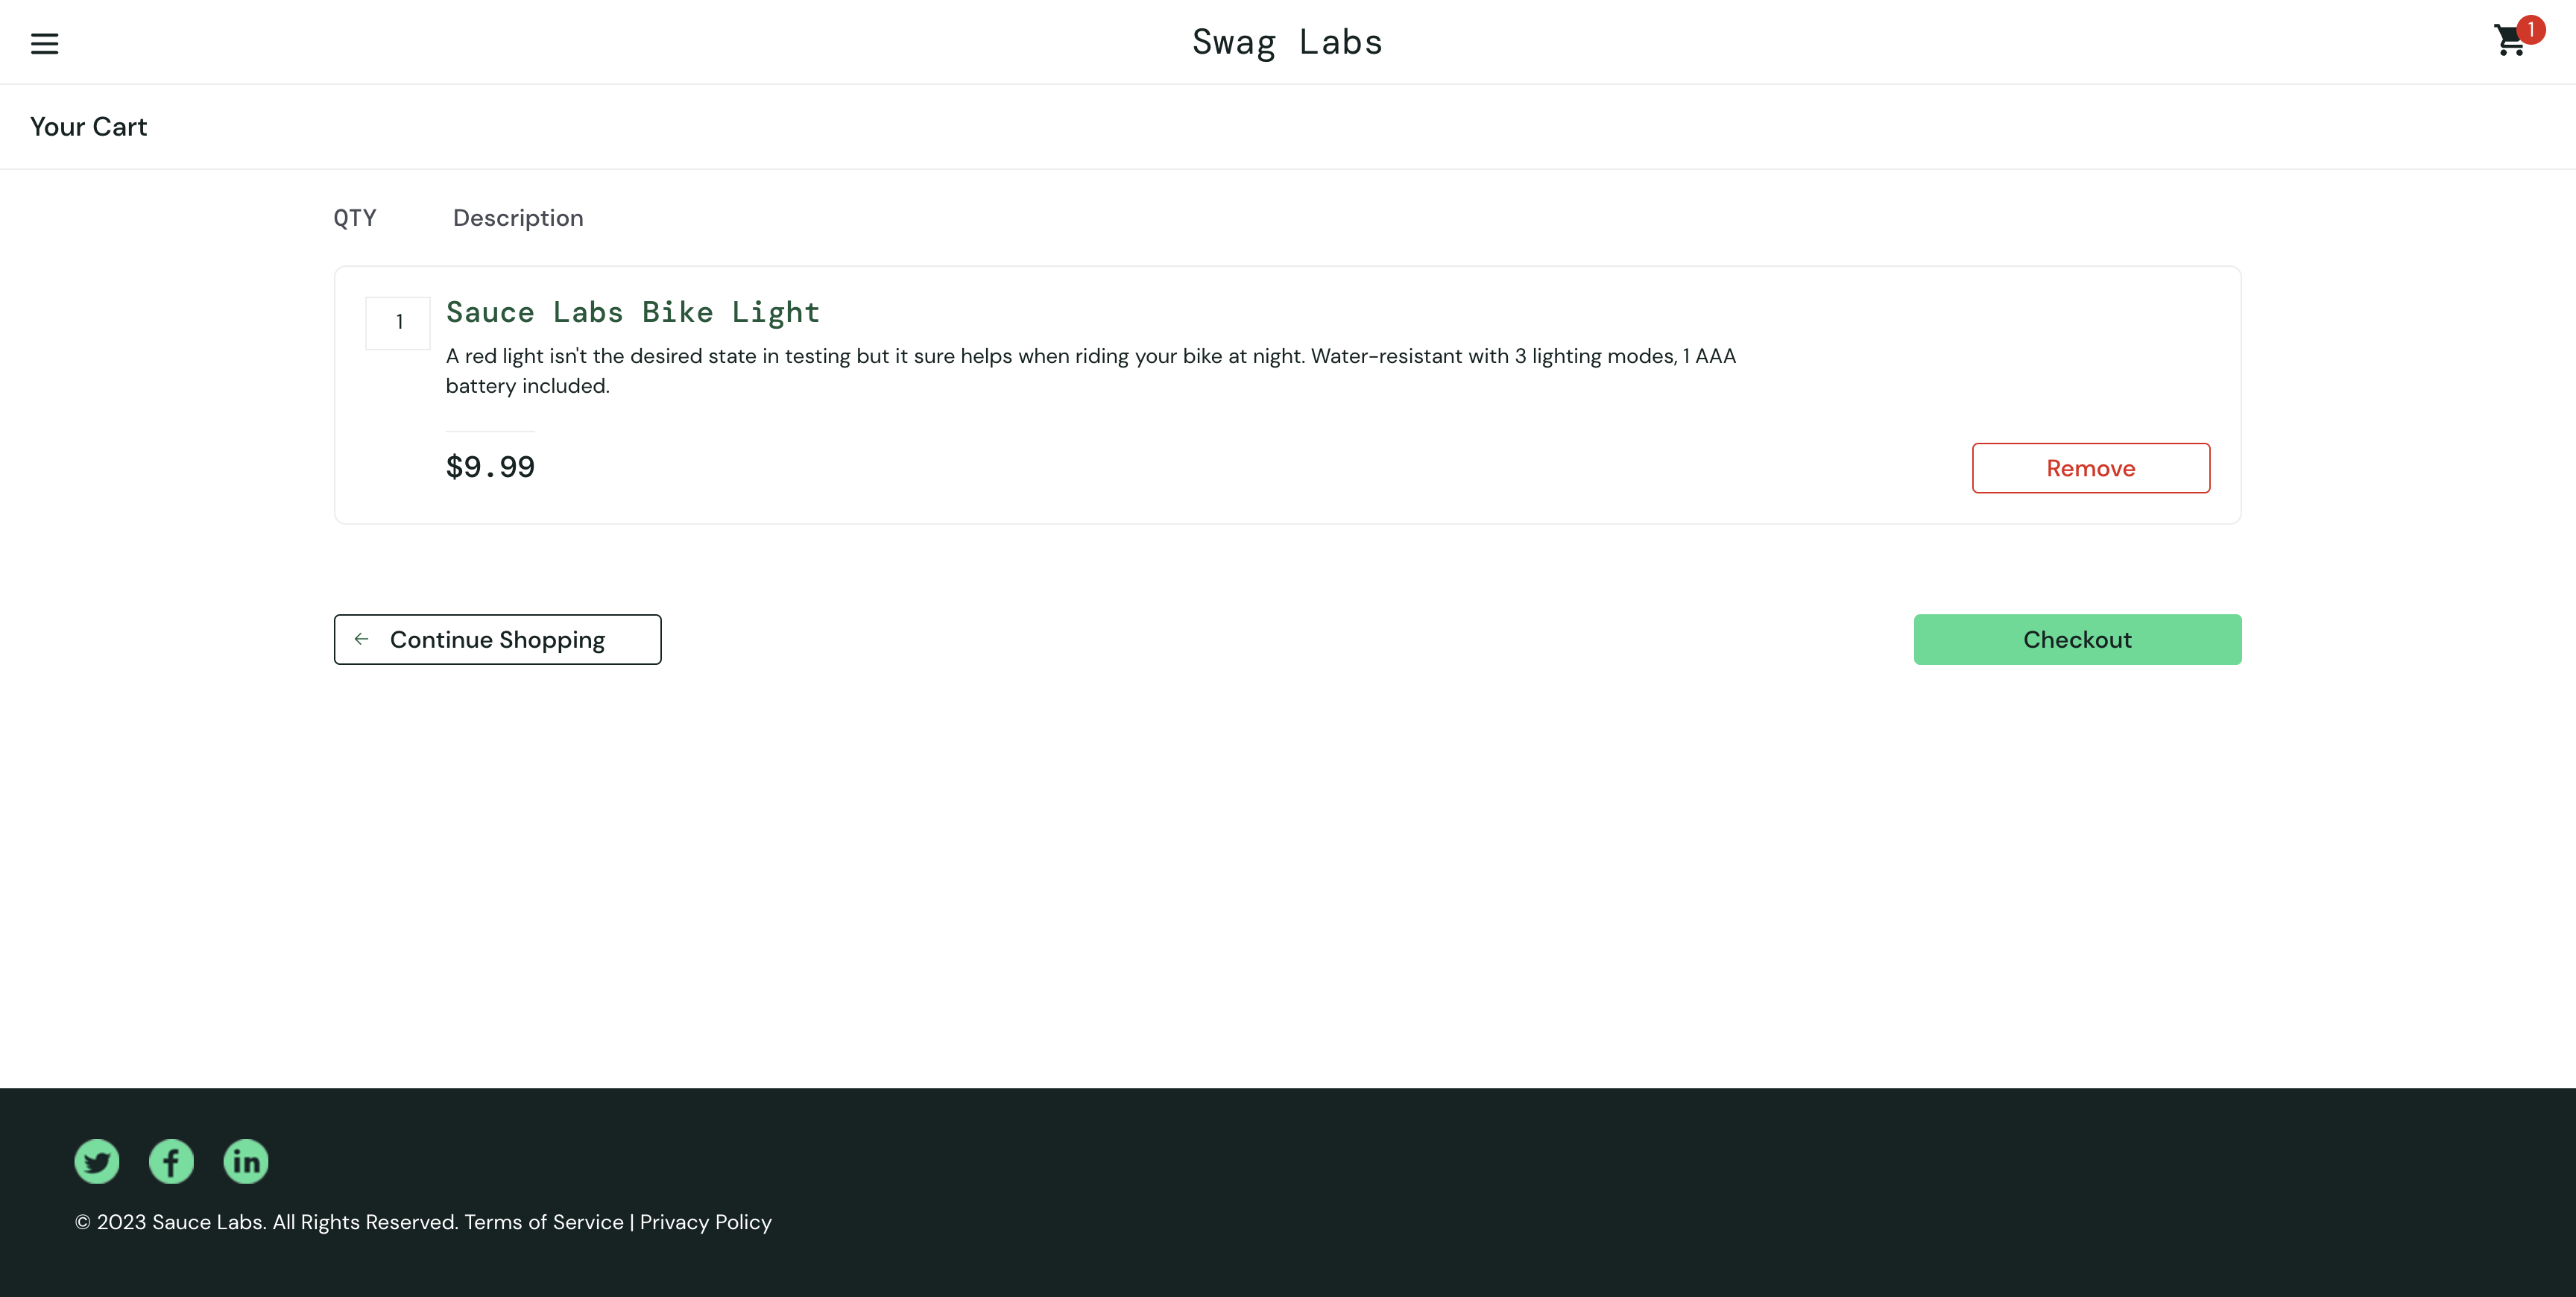 Swag Labs
1
Your Cart
QTY Description
1
Sauce Labs Bike Light
A red light isn't the desired state in testing but it sure helps when riding your bike at night. Water-resistant with 3 lighting modes, 1 AAA
battery included.
$9.99
Remove
Continue Shopping
Checkout
© 2023 Sauce Labs. All Rights Reserved. Terms of Service | Privacy Policy